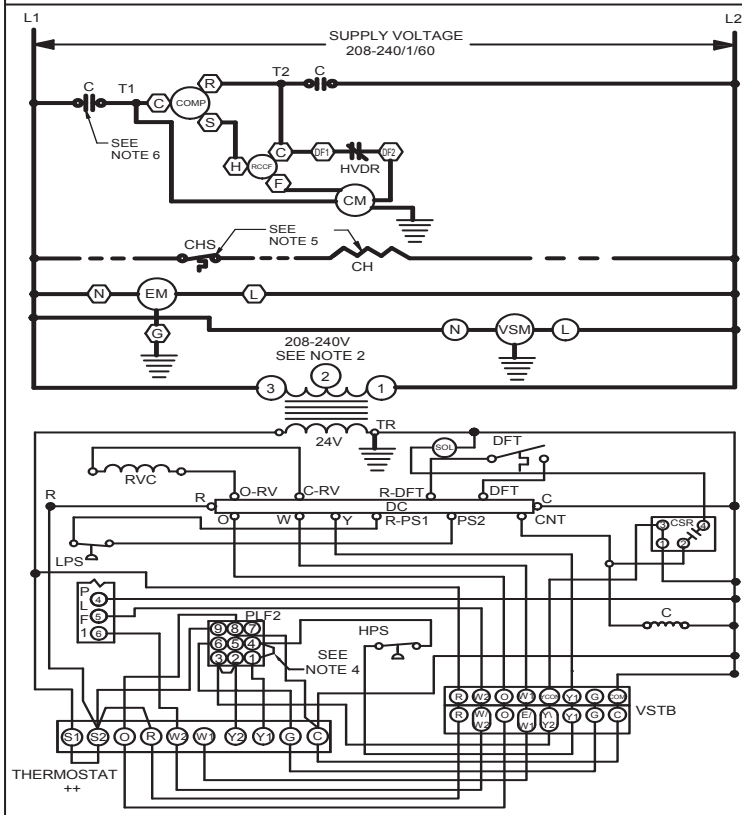 L1
L2
SUPPLY VOLTAGE
208-240/1/60
C T1 C COMP R T2 C
S
SEE
NOTE 6
H RCCF C DF1 DF2
HVDR
F
CM
SEE
NOTE 5
CHS
CH
N EM L
G
N VSM L
208-240V
SEE NOTE 2
3 2 1
TR
24V
SOL DFT
RVC
R R O-RV C-RV R-DFT DFT C
DC
O W Y R-PS1 PS2 CNT
CSR
3 4
1 2
LPS
P
L
F
1
4
5
6
PLF2
9 8 7
6 5 4
3 2 1
SEE
NOTE 4
HPS
C
R W2 O W1 YCON Y1 G COM
VSTB
R W/W2 O E/W1 Y\Y2 Y1 G C
S1 S2 O R W2 W1 Y2 Y1 G C
THERMOSTAT
++